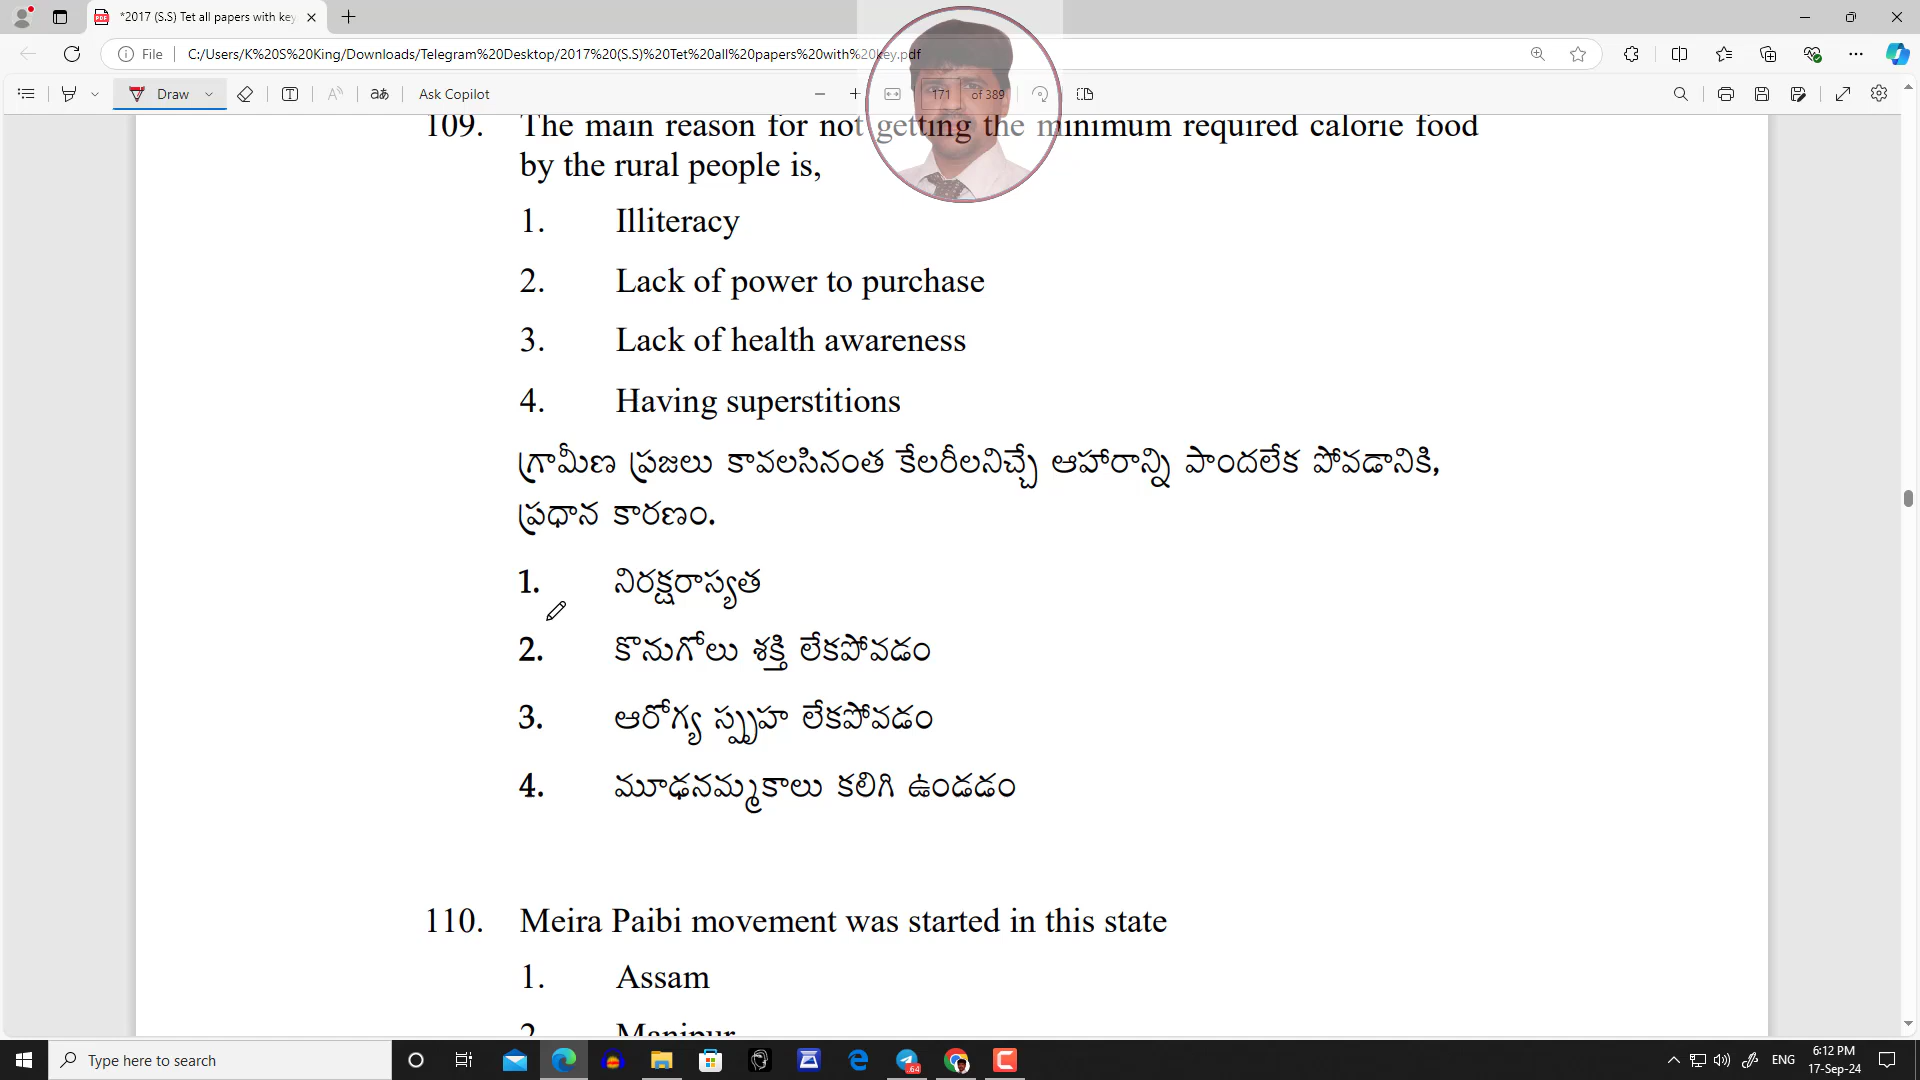 *2017 (S.S) Tet all papers with key
File
C:/Users/K%20S%20King/Downloads/Telegram%20Desktop/2017%20(S.S)%20Tet%20all%20papers%20with%20key.pdf
Draw
Ask Copilot
171 of 389
109. The main reason for not getting the minimum required calorie food
by the rural people is,
1. Illiteracy
2. Lack of power to purchase
3. Lack of health awareness
4. Having superstitions
గ్రామీణ ప్రజలు కావలసినంత కేలరీలనిచ్చే ఆహారాన్ని పొందలేక పోవడానికి,
ప్రధాన కారణం.
1. నిరక్షరాస్యత
2. కొనుగోలు శక్తి లేకపోవడం
3. ఆరోగ్య స్పృహ లేకపోవడం
4. మూఢనమ్మకాలు కలిగి ఉండడం
110. Meira Paibi movement was started in this state
1. Assam
2. Manipur
Type here to search
.64
ENG
6:12 PM
17-Sep-24